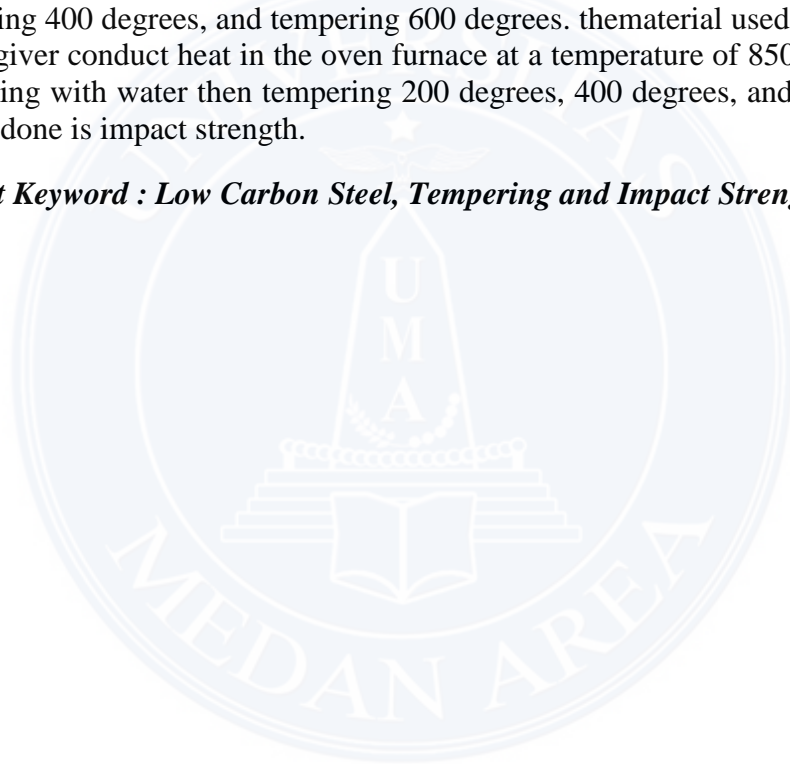 ing 400 degrees, and tempering 600 degrees. thematerial used
giver conduct heat in the oven furnace at a temperature of 850
ing with water then tempering 200 degrees, 400 degrees, and
done is impact strength.
t Keyword : Low Carbon Steel, Tempering and Impact Streng
UNIVERSITAS
U
M
A
MEDAN AREA